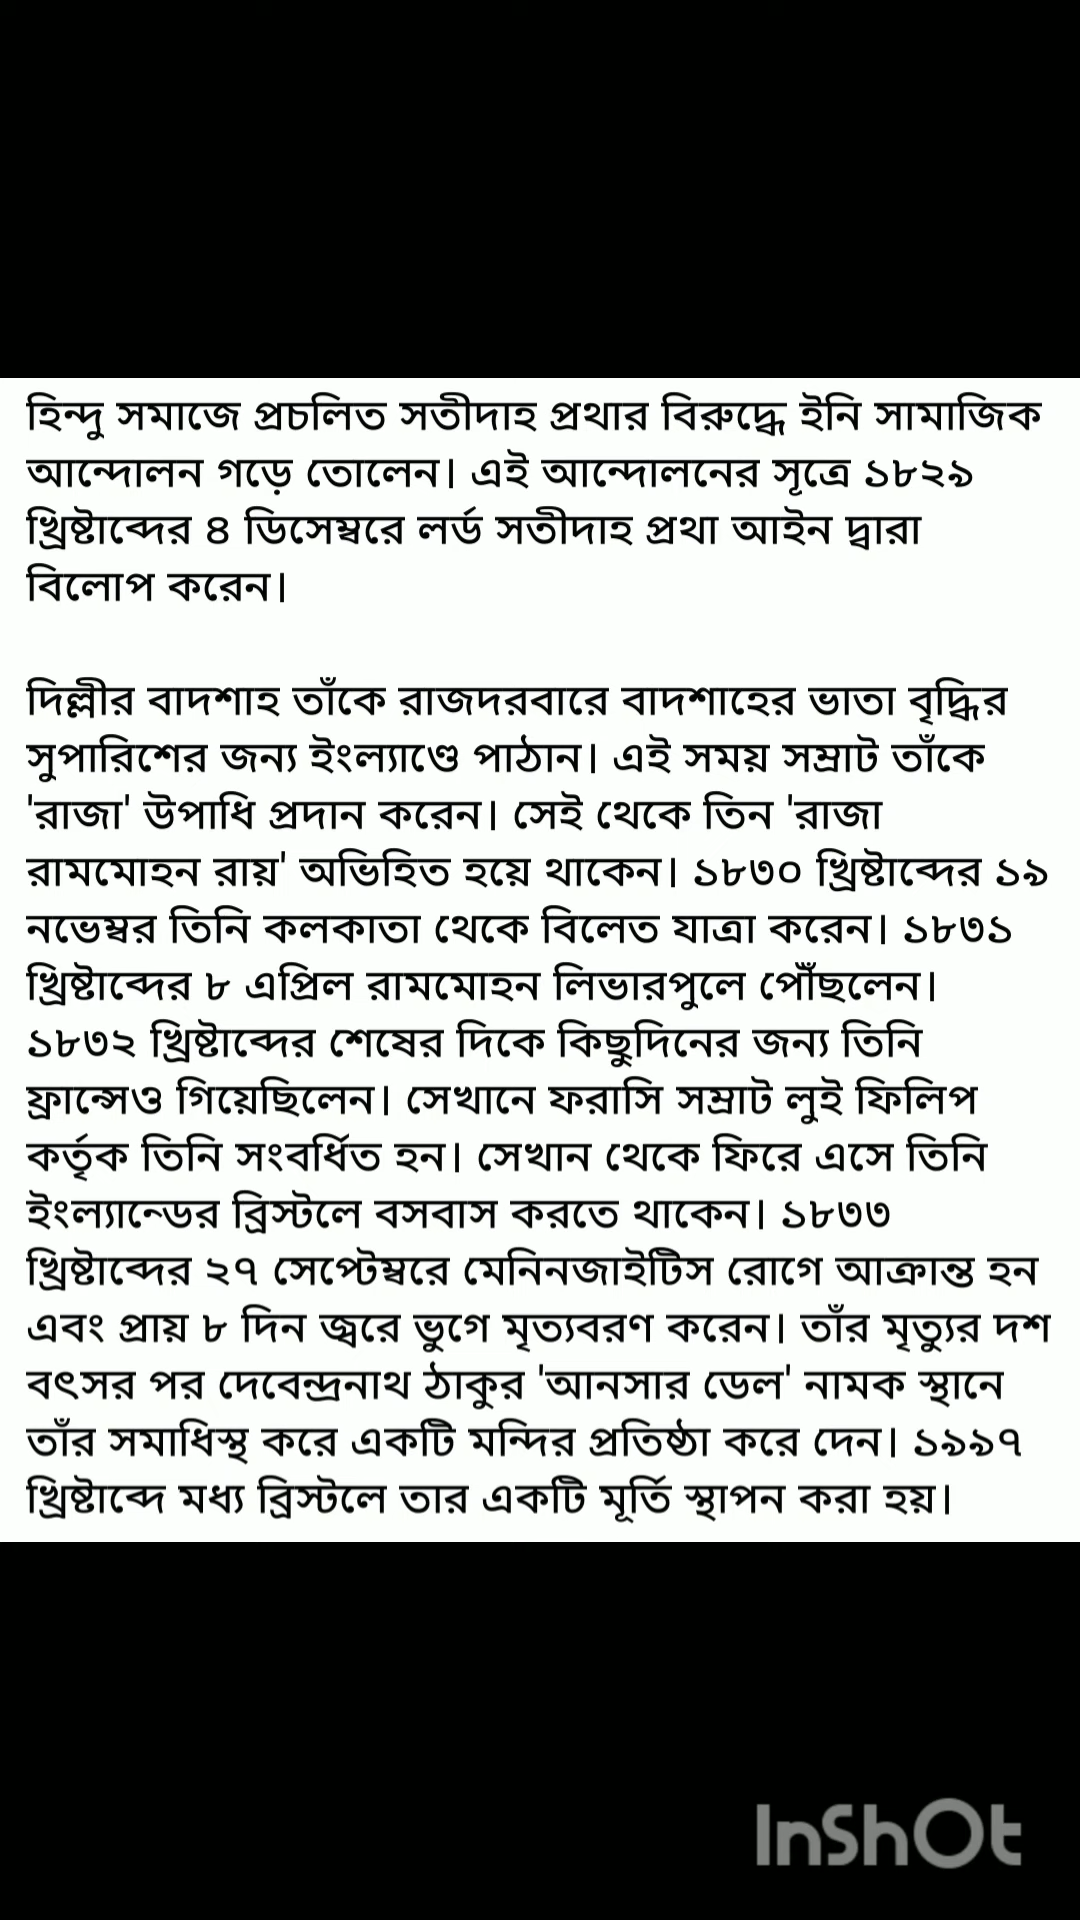 হিন্দু সমাজে প্রচলিত সতীদাহ প্রথার বিরুদ্ধে ইনি সামাজিক
আন্দোলন গড়ে তোলেন। এই আন্দোলনের সূত্রে ১৮২৯
খ্রিষ্টাব্দের ৪ ডিসেম্বরে লর্ড সতীদাহ প্রথা আইন দ্বারা
বিলোপ করেন।
দিল্লীর বাদশাহ তাঁকে রাজদরবারে বাদশাহের ভাতা বৃদ্ধির
সুপারিশের জন্য ইংল্যাণ্ডে পাঠান। এই সময় সম্রাট তাঁকে
'রাজা' উপাধি প্রদান করেন। সেই থেকে তিন 'রাজা
রামমোহন রায়' অভিহিত হয়ে থাকেন। ১৮৩০ খ্রিষ্টাব্দের ১৯
নভেম্বর তিনি কলকাতা থেকে বিলেত যাত্রা করেন। ১৮৩১
খ্রিষ্টাব্দের ৮ এপ্রিল রামমোহন লিভারপুলে পৌঁছলেন।
১৮৩২ খ্রিষ্টাব্দের শেষের দিকে কিছুদিনের জন্য তিনি
ফ্রান্সেও গিয়েছিলেন। সেখানে ফরাসি সম্রাট লুই ফিলিপ
কর্তৃক তিনি সংবর্ধিত হন। সেখান থেকে ফিরে এসে তিনি
ইংল্যান্ডের ব্রিস্টলে বসবাস করতে থাকেন। ১৮৩৩
খ্রিষ্টাব্দের ২৭ সেপ্টেম্বরে মেনিনজাইটিস রোগে আক্রান্ত হন
এবং প্রায় ৮ দিন জ্বরে ভুগে মৃত্যবরণ করেন। তাঁর মৃত্যুর দশ
বৎসর পর দেবেন্দ্রনাথ ঠাকুর 'আনসার ডেল' নামক স্থানে
তাঁর সমাধিস্থ করে একটি মন্দির প্রতিষ্ঠা করে দেন। ১৯৯৭
খ্রিষ্টাব্দে মধ্য ব্রিস্টলে তার একটি মূর্তি স্থাপন করা হয়।
InShOt